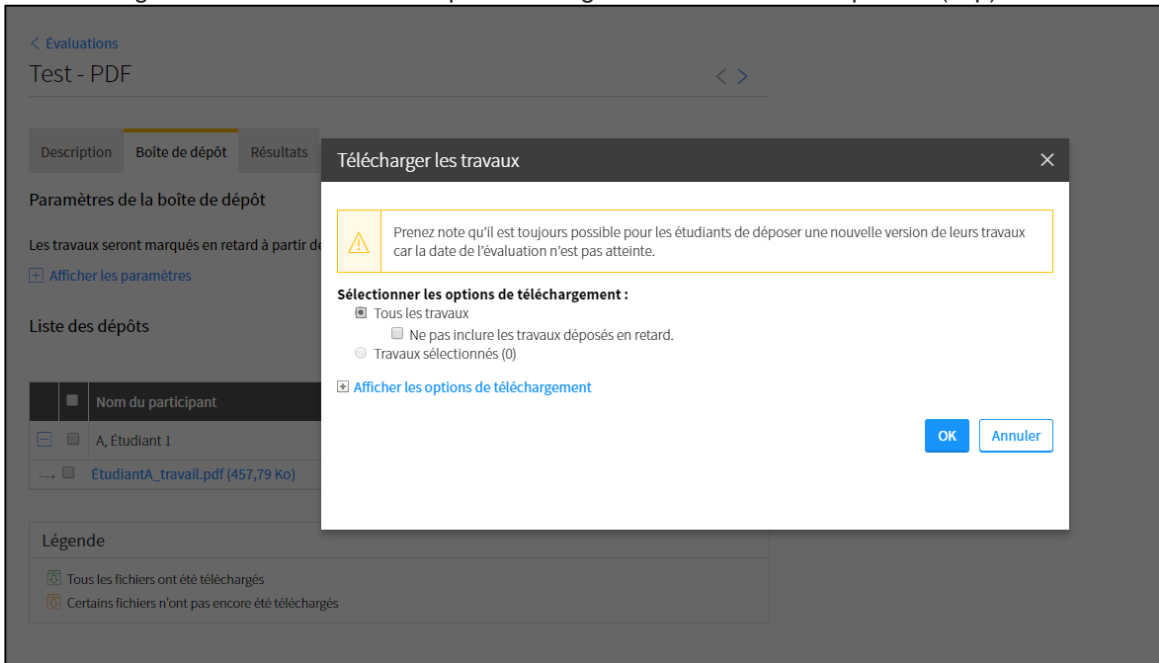 < Évaluations
Test - PDF
< >
Description Boîte de dépôt Résultats
Télécharger les travaux
Paramètres de la boîte de dépôt
Les travaux seront marqués en retard à partir de
Afficher les paramètres
Prenez note qu'il est toujours possible pour les étudiants de déposer une nouvelle version de leurs travaux
car la date de l'évaluation n'est pas atteinte.
Sélectionner les options de téléchargement :
Tous les travaux
Ne pas inclure les travaux déposés en retard.
Travaux sélectionnés (0)
Afficher les options de téléchargement
OK Annuler
Liste des dépôts
Nom du participant
A, Étudiant 1
ÉtudiantA_travail.pdf (457,79 Ko)
Légende
Tous les fichiers ont été téléchargés
Certains fichiers n'ont pas encore été téléchargés